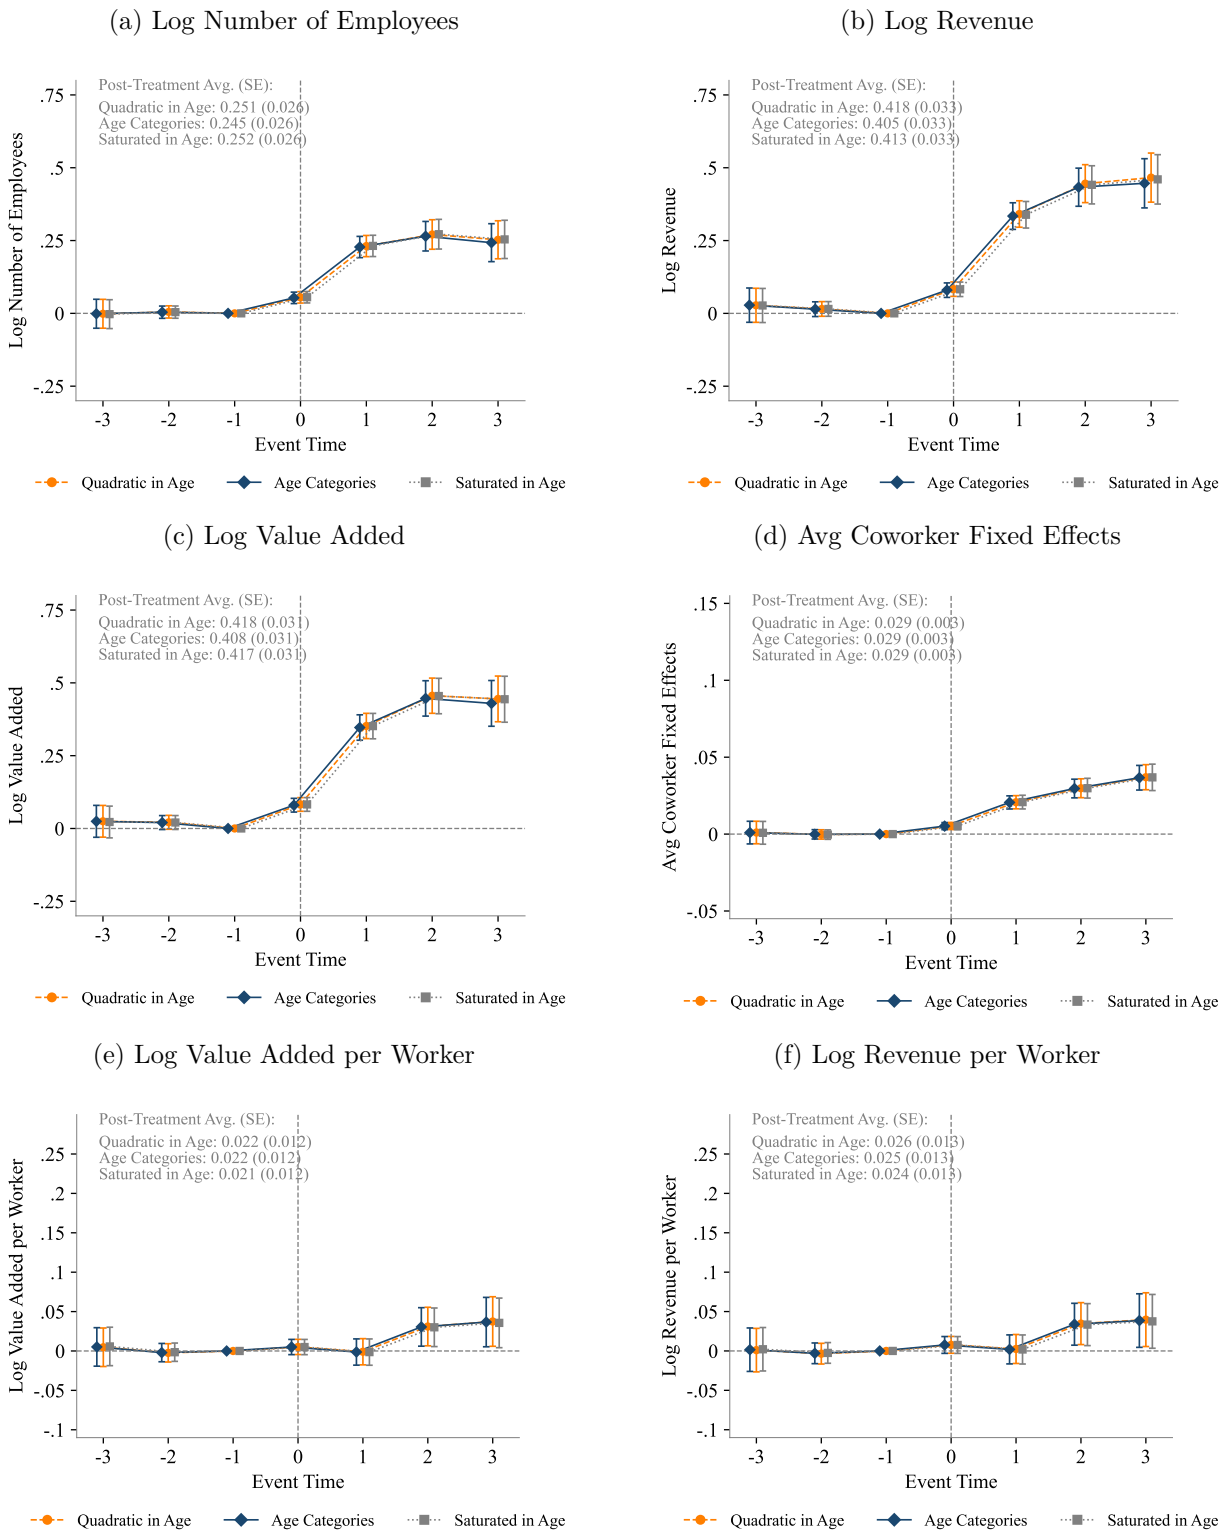 (a) Log Number of Employees
Post-Treatment Avg. (SE):
Quadratic in Age: 0.251 (0.026)
Age Categories: 0.245 (0.026)
Saturated in Age: 0.252 (0.026)
Log Number of Employees
.75
.5
.25
0
-.25
-3 -2 -1 0 1 2 3
Event Time
Quadratic in Age Age Categories Saturated in Age
(b) Log Revenue
Post-Treatment Avg. (SE):
Quadratic in Age: 0.418 (0.033)
Age Categories: 0.405 (0.033)
Saturated in Age: 0.413 (0.033)
Log Revenue
.75
.5
.25
0
-.25
-3 -2 -1 0 1 2 3
Event Time
Quadratic in Age Age Categories Saturated in Age
(c) Log Value Added
Post-Treatment Avg. (SE):
Quadratic in Age: 0.418 (0.031)
Age Categories: 0.408 (0.031)
Saturated in Age: 0.417 (0.031)
Log Value Added
.75
.5
.25
0
-.25
-3 -2 -1 0 1 2 3
Event Time
Quadratic in Age Age Categories Saturated in Age
(d) Avg Coworker Fixed Effects
Post-Treatment Avg. (SE):
Quadratic in Age: 0.029 (0.003)
Age Categories: 0.029 (0.003)
Saturated in Age: 0.029 (0.003)
Avg Coworker Fixed Effects
.15
.1
.05
0
-.05
-3 -2 -1 0 1 2 3
Event Time
Quadratic in Age Age Categories Saturated in Age
(e) Log Value Added per Worker
Post-Treatment Avg. (SE):
Quadratic in Age: 0.022 (0.012)
Age Categories: 0.022 (0.012)
Saturated in Age: 0.021 (0.012)
Log Value Added per Worker
.25
.2
.15
.1
.05
0
-.05
-.1
-3 -2 -1 0 1 2 3
Event Time
Quadratic in Age Age Categories Saturated in Age
(f) Log Revenue per Worker
Post-Treatment Avg. (SE):
Quadratic in Age: 0.026 (0.013)
Age Categories: 0.025 (0.013)
Saturated in Age: 0.024 (0.013)
Log Revenue per Worker
.25
.2
.15
.1
.05
0
-.05
-.1
-3 -2 -1 0 1 2 3
Event Time
Quadratic in Age Age Categories Saturated in Age